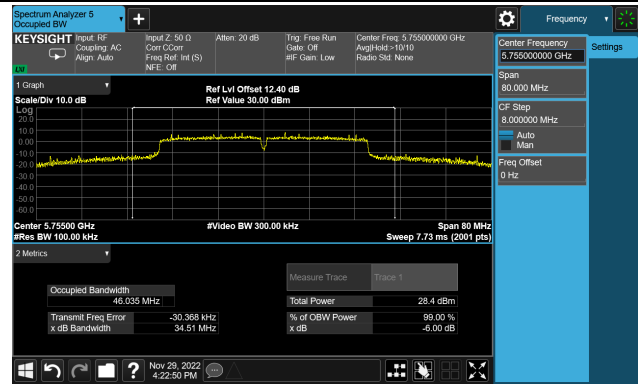 Spectrum Analyzer 5
Occupied BW
Frequency
KEYSIGHT
Input: RF
Coupling: AC
Align: Auto
Input Z: 50 Ω
Corr CCorr
Freq Ref: Int (S)
NFE: Off
Atten: 20 dB
Trig: Free Run
Gate: Off
#IF Gain: Low
Center Freq: 5.755000000 GHz
Avg|Hold:>10/10
Radio Std: None
LXI
Center Frequency
5.755000000 GHz
Settings
Span
80.000 MHz
CF Step
8.000000 MHz
Auto
Man
Freq Offset
0 Hz
1 Graph
Scale/Div 10.0 dB
Ref Lvl Offset 12.40 dB
Ref Value 30.00 dBm
Log
20.0
10.0
0.00
-10.0
-20.0
-30.0
-40.0
-50.0
-60.0
Center 5.75500 GHz
#Res BW 100.00 kHz
#Video BW 300.00 kHz
Span 80 MHz
Sweep 7.73 ms (2001 pts)
2 Metrics
Measure Trace
Trace 1
Occupied Bandwidth
46.035 MHz
Total Power
28.4 dBm
Transmit Freq Error
-30.368 kHz
% of OBW Power
99.00 %
x dB Bandwidth
34.51 MHz
x dB
-6.00 dB
Nov 29, 2022
4:22:50 PM